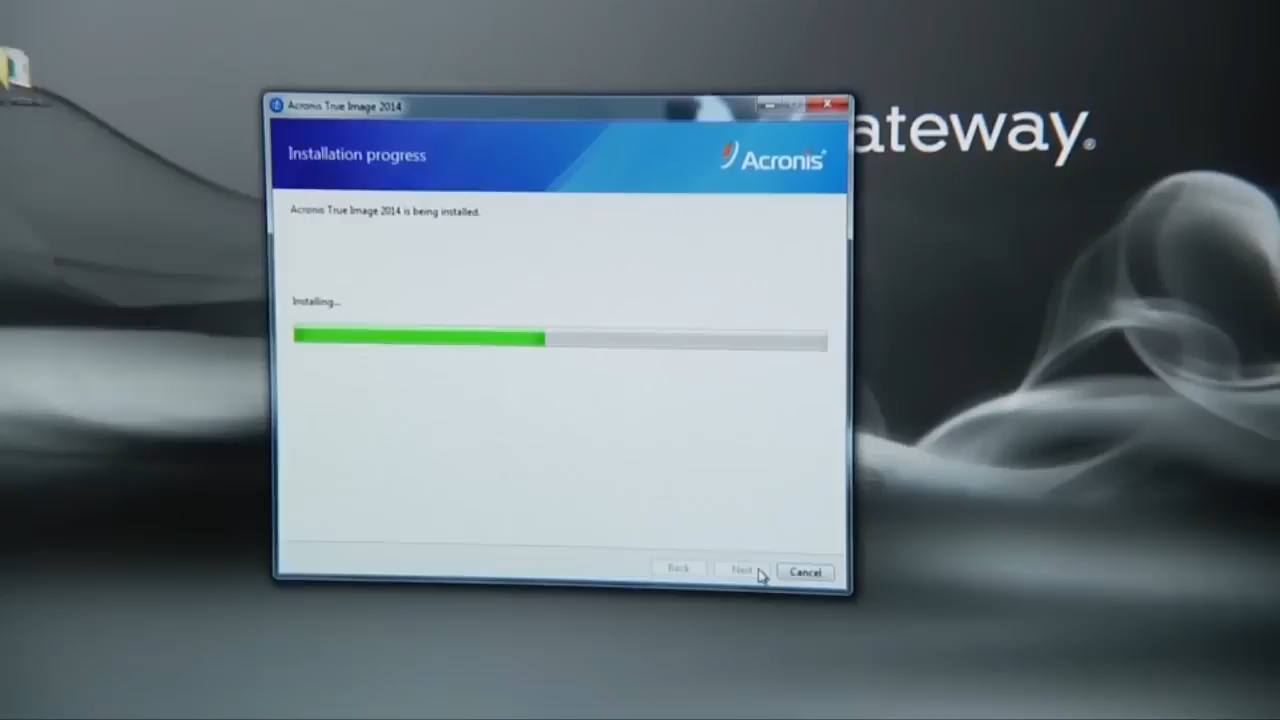 Acronis True Image 2014
ateway®
Installation progress
Acronis
Acronis True Image 2014 is being installed.
Installing...
Back
Next
Cancel